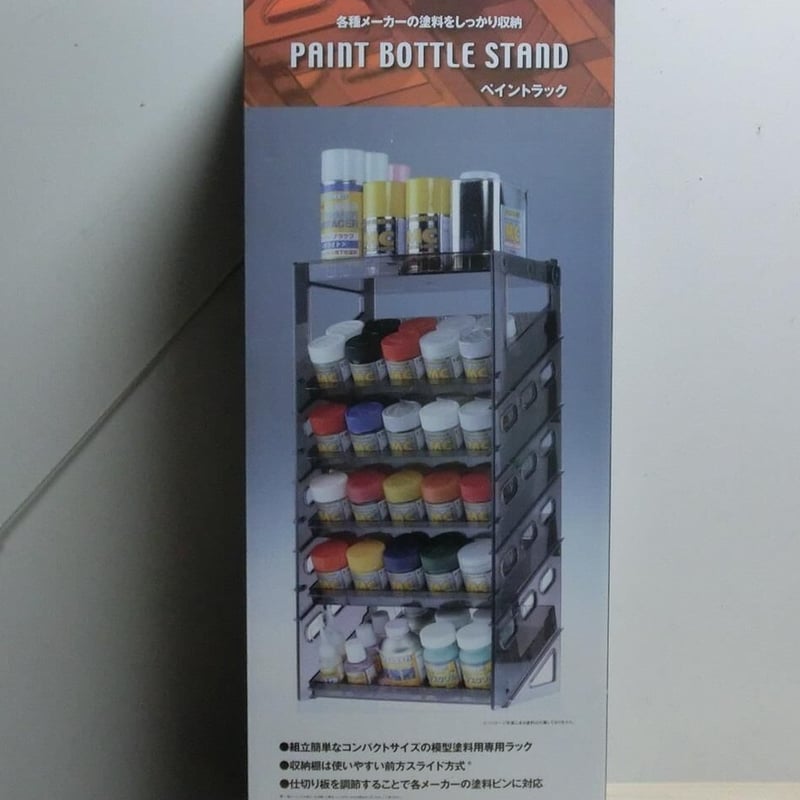 各種メーカーの塗料をしっかり収納
PAINT BOTTLE STAND
ペイントラック
●組立簡単なコンパクトサイズの模型塗料用専用ラック
●収納棚は使いやすい前方スライド方式※
●仕切り板を調節することで各メーカーの塗料ビンに対応